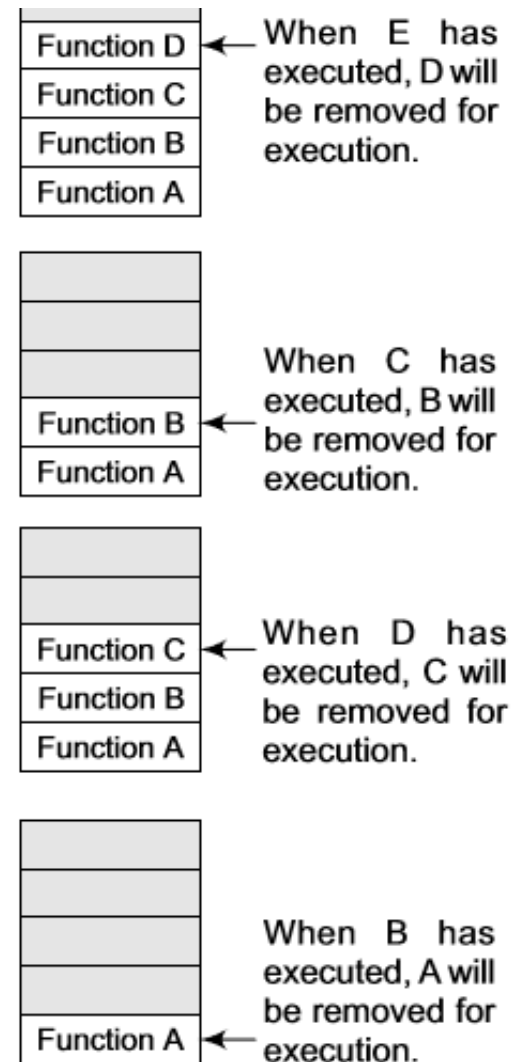 Function D
Function C
Function B
Function A
When E has
executed, D will
be removed for
execution.
Function B
Function A
When C has
executed, B will
be removed for
execution.
Function C
Function B
Function A
When D has
executed, C will
be removed for
execution.
Function A
When B has
executed, A will
be removed for
execution.